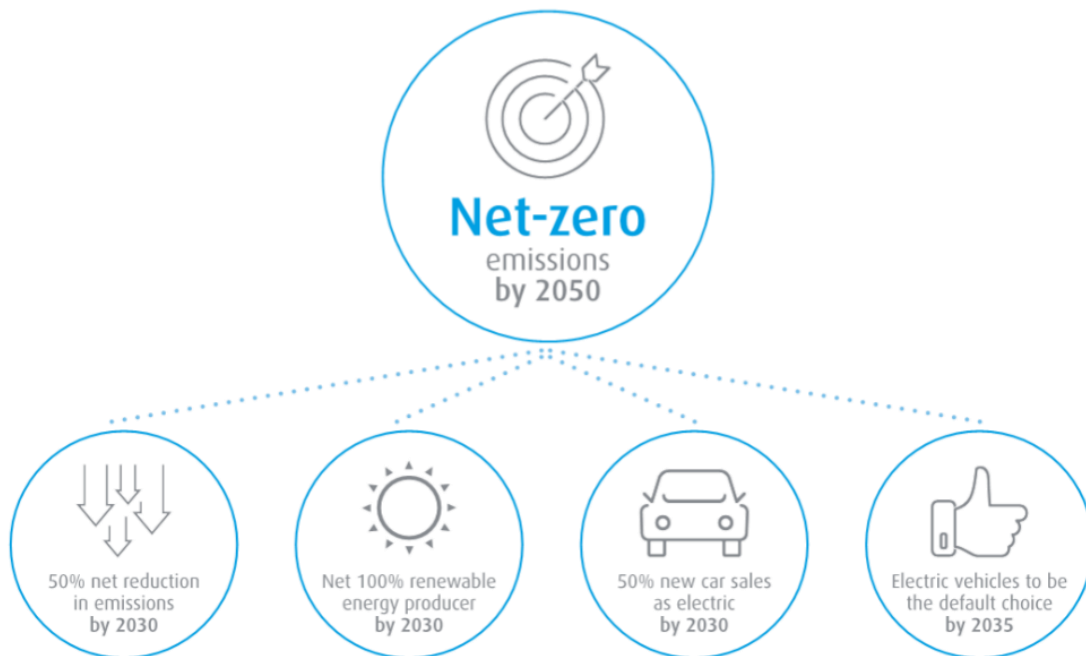 Net-zero
emissions
by 2050
50% net reduction
in emissions
by 2030
Net 100% renewable
energy producer
by 2030
50% new car sales
as electric
by 2030
Electric vehicles to be
the default choice
by 2035